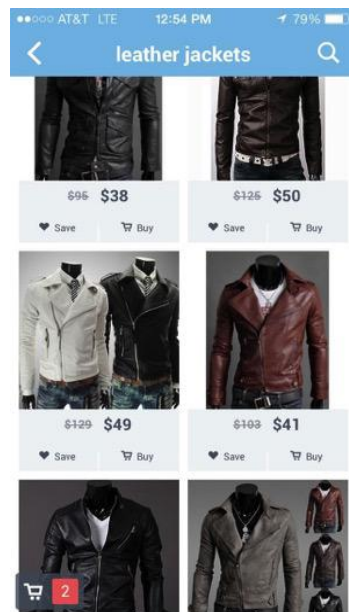 AT&T LTE 12:54 PM 79%
leather jackets
$95 $38
$125 $50
Save Buy
Save Buy
$129 $49
$103 $41
Save Buy
Save Buy
2